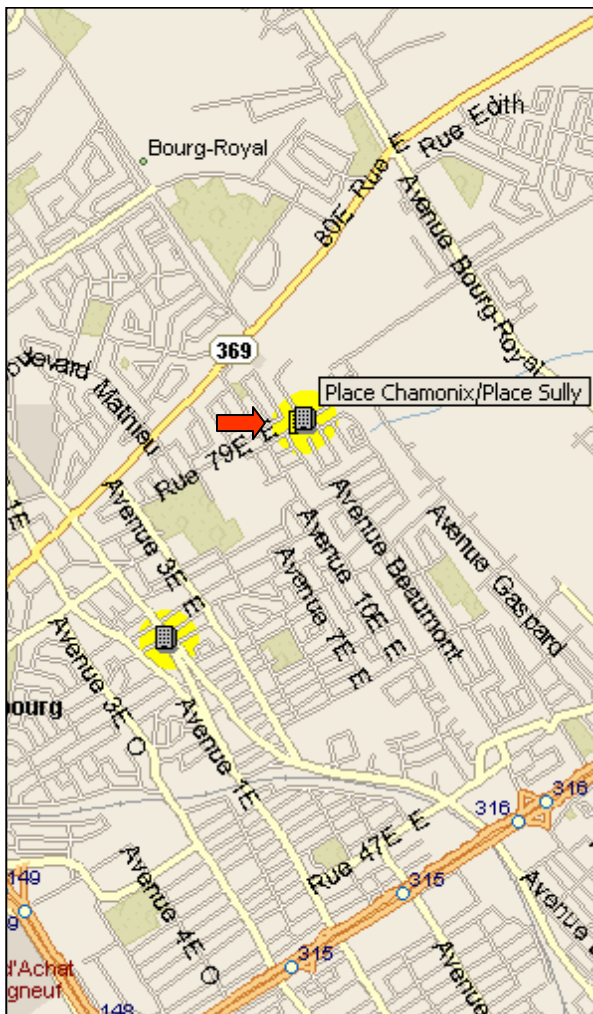 Bourg-Royal
Rue Edith
80E Rue E
Avenue Bourg-Royal
369
oulevard Mathieu
Place Chamonix/Place Sully
Rue 79E E
1E
Avenue 3E E
Avenue 10E E
Avenue Beaumont
Avenue Gaspard
Avenue 7E E
Avenue 3E O
bourg
Avenue 1E
316
316
Rue 47E E
315
149
9
Avenue 4E O
Avenue
Avenue
315
d'Achat
gneuf
148